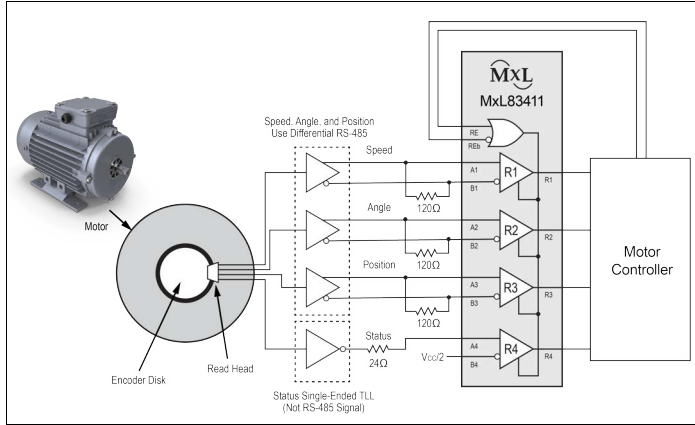 MXL
MxL83411
Speed, Angle, and Position
Use Differential RS-485
RE
REb
Speed
A1
B1
R1
R1
120Ω
Motor
Angle
A2
B2
R2
R2
120Ω
Motor
Controller
Position
A3
B3
R3
R3
120Ω
Status
A4
24Ω
Vcc/2
B4
R4
R4
Read Head
Encoder Disk
Status Single-Ended TLL
(Not RS-485 Signal)